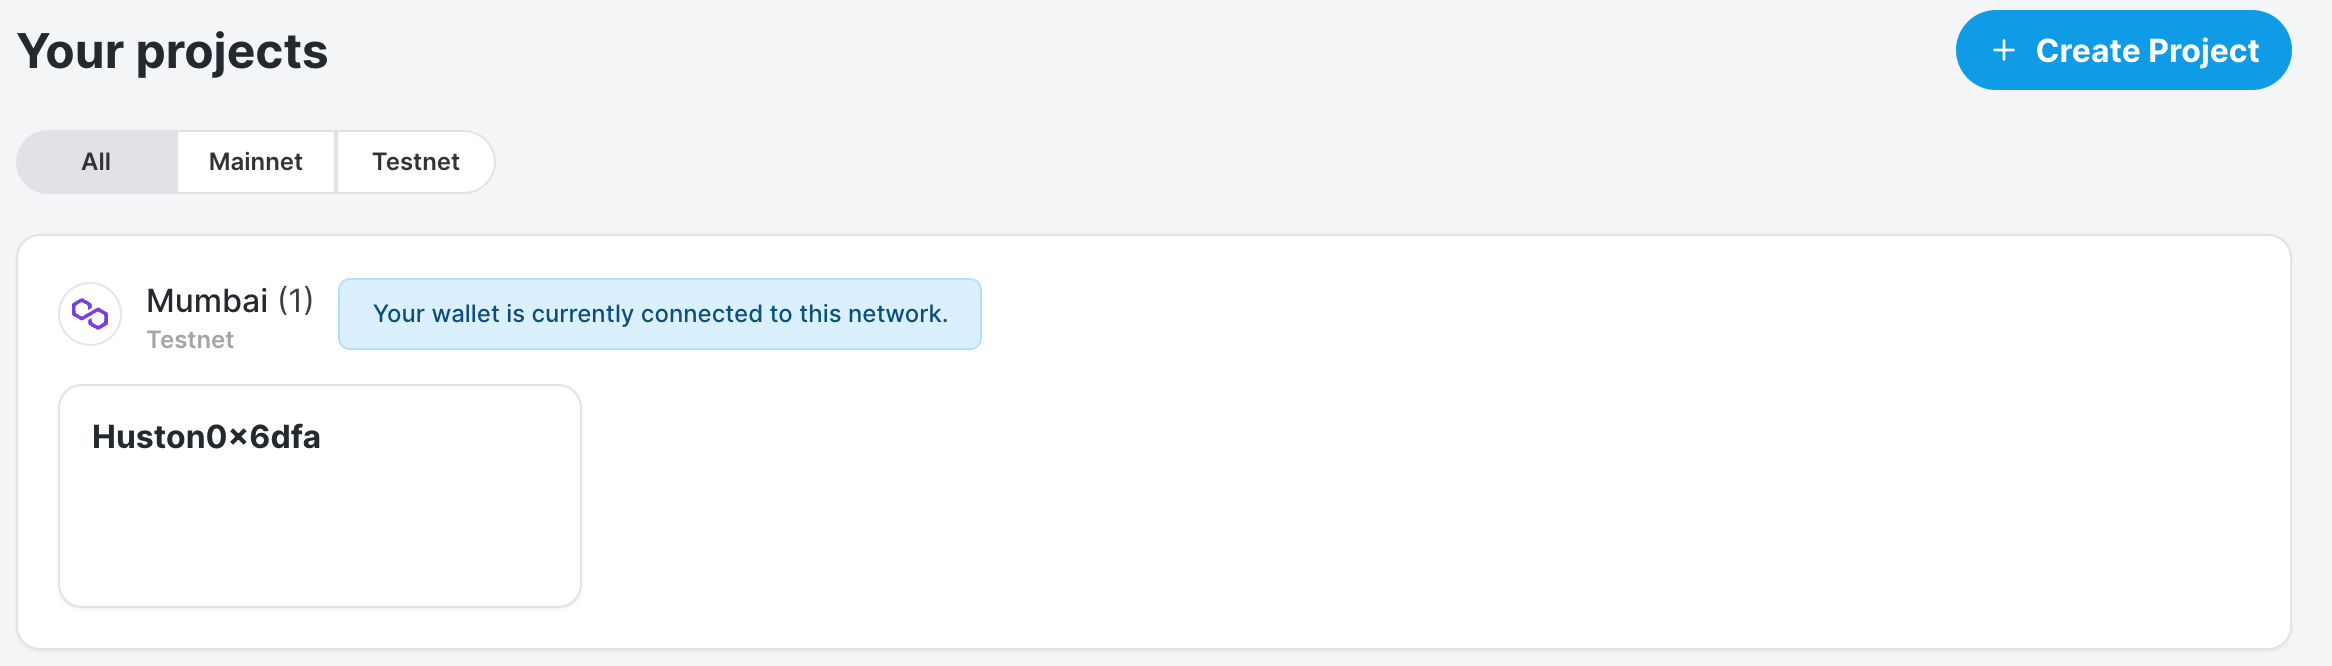 Your projects
+ Create Project
All
Mainnet
Testnet
Mumbai (1)
Testnet
Your wallet is currently connected to this network.
Huston0×6dfa